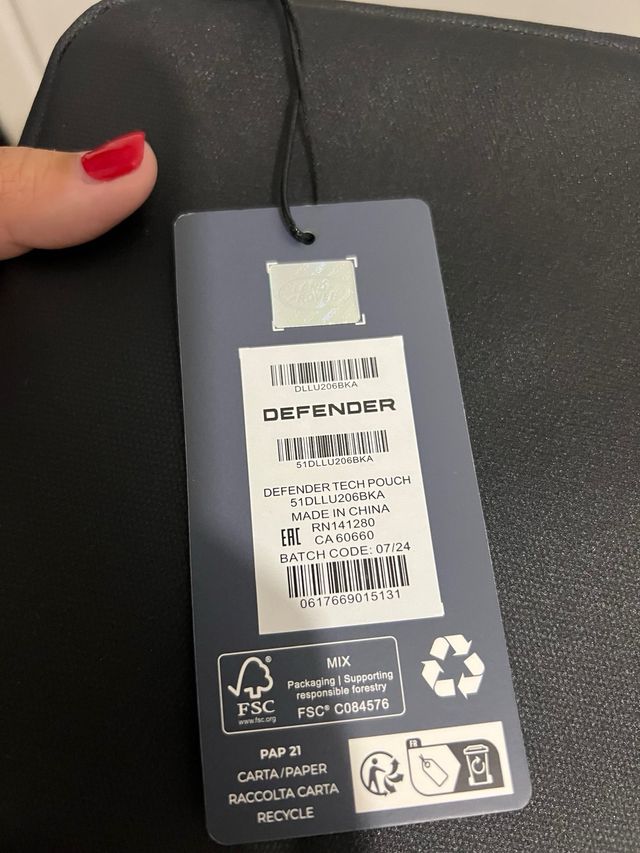 DLLU206BKA
DEFENDER
51DLLU206BKA
DEFENDER TECH POUCH
51DLLU206BKA
MADE IN CHINA
RN141280
EAC CA 60660
BATCH CODE: 07/24
0617669015131
FSC®
www.fsc.org
MIX
Packaging | Supporting
responsible forestry
FSC® C084576
PAP 21
CARTA/PAPER
RACCOLTA CARTA
RECYCLE
FR